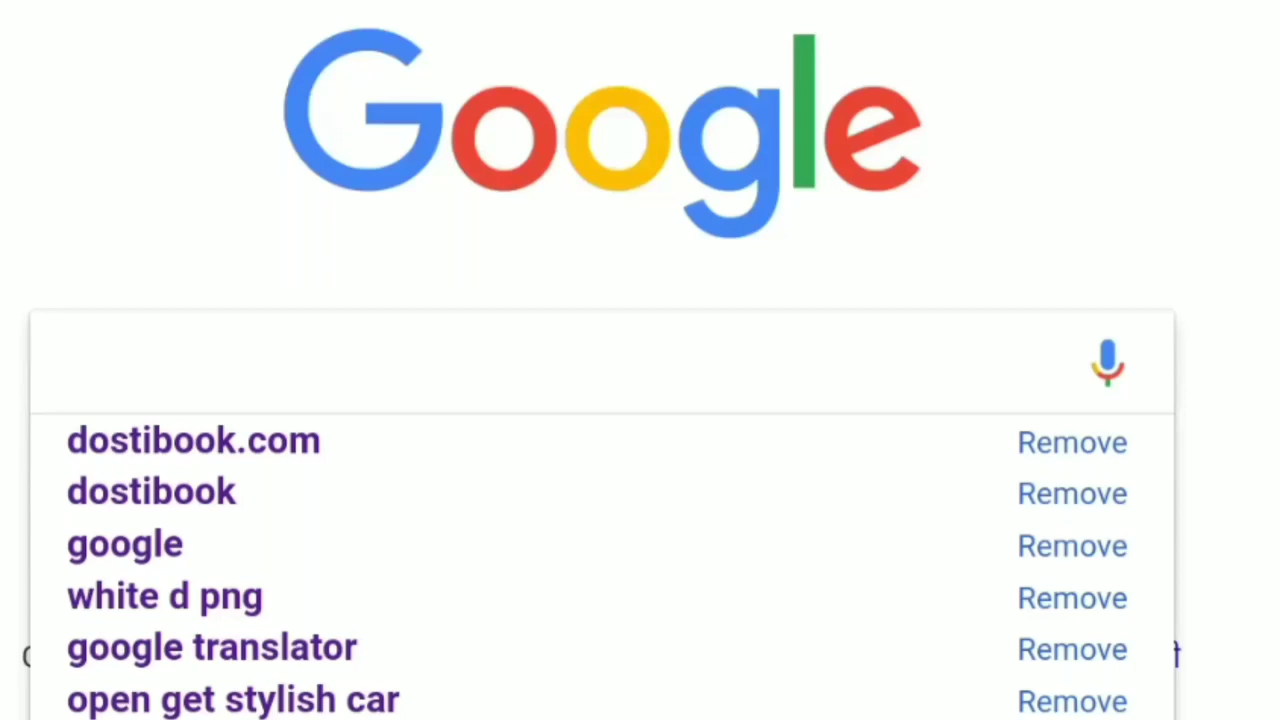 Google
dostibook.com Remove
dostibook Remove
google Remove
white d png Remove
google translator Remove
open get stylish car Remove